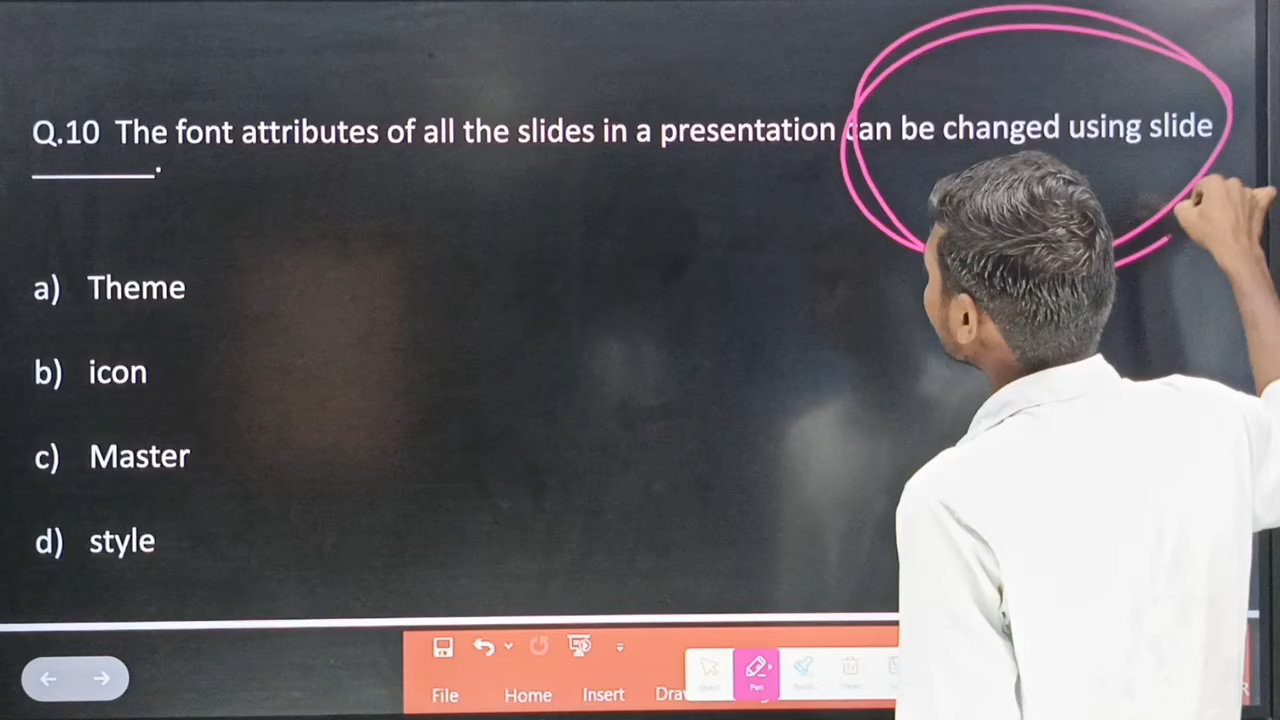 Q.10 The font attributes of all the slides in a presentation can be changed using slide
________.
a) Theme
b) icon
c) Master
d) style
File Home Insert
Pen